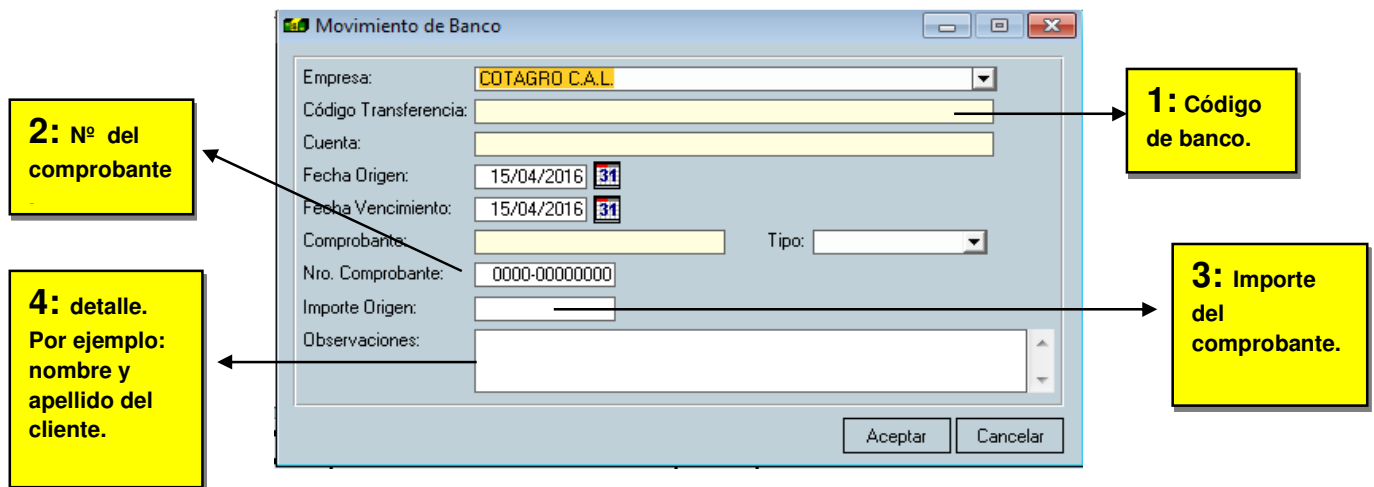 Movimiento de Banco
Empresa: COTAGRO C.A.L.
Código Transferencia:
Cuenta:
Fecha Origen: 15/04/2016 31
Fecha Vencimiento: 15/04/2016 31
Comprobante: Tipo:
Nro. Comprobante: 0000-00000000
Importe Origen:
Observaciones:
Aceptar Cancelar
1: Código
de banco.
2: Nº del
comprobante
3: Importe
del
comprobante.
4: detalle.
Por ejemplo:
nombre y
apellido del
cliente.